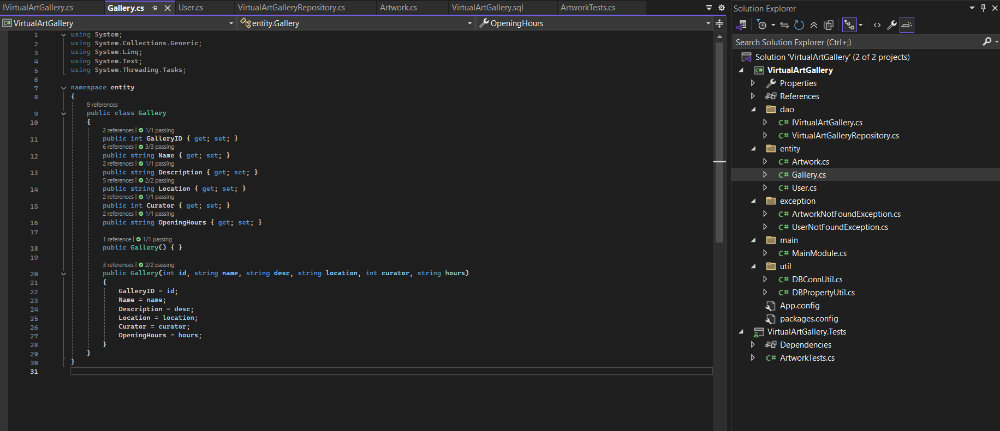 IVirtualArtGallery.cs Gallery.cs User.cs VirtualArtGalleryRepository.cs Artwork.cs VirtualArtGallery.sql ArtworkTests.cs
C# VirtualArtGallery entity.Gallery OpeningHours
1 using System;
2 using System.Collections.Generic;
3 using System.Linq;
4 using System.Text;
5 using System.Threading.Tasks;
6
7 namespace entity
8 {
9 references
9 public class Gallery
10 {
2 references | 1/1 passing
11 public int GalleryID { get; set; }
6 references | 3/3 passing
12 public string Name { get; set; }
2 references | 1/1 passing
13 public string Description { get; set; }
5 references | 2/2 passing
14 public string Location { get; set; }
2 references | 1/1 passing
15 public int Curator { get; set; }
2 references | 1/1 passing
16 public string OpeningHours { get; set; }
17
1 reference | 1/1 passing
18 public Gallery() { }
19
3 references | 2/2 passing
20 public Gallery(int id, string name, string desc, string location, int curator, string hours)
21 {
22 GalleryID = id;
23 Name = name;
24 Description = desc;
25 Location = location;
26 Curator = curator;
27 OpeningHours = hours;
28 }
29 }
30 }
31
Solution Explorer
Search Solution Explorer (Ctrl+;)
Solution 'VirtualArtGallery' (2 of 2 projects)
C# VirtualArtGallery
Properties
References
dao
C# IVirtualArtGallery.cs
C# VirtualArtGalleryRepository.cs
entity
C# Artwork.cs
C# Gallery.cs
C# User.cs
exception
C# ArtworkNotFoundException.cs
C# UserNotFoundException.cs
main
C# MainModule.cs
util
C# DBConnUtil.cs
C# DBPropertyUtil.cs
App.config
packages.config
VirtualArtGallery.Tests
Dependencies
C# ArtworkTests.cs